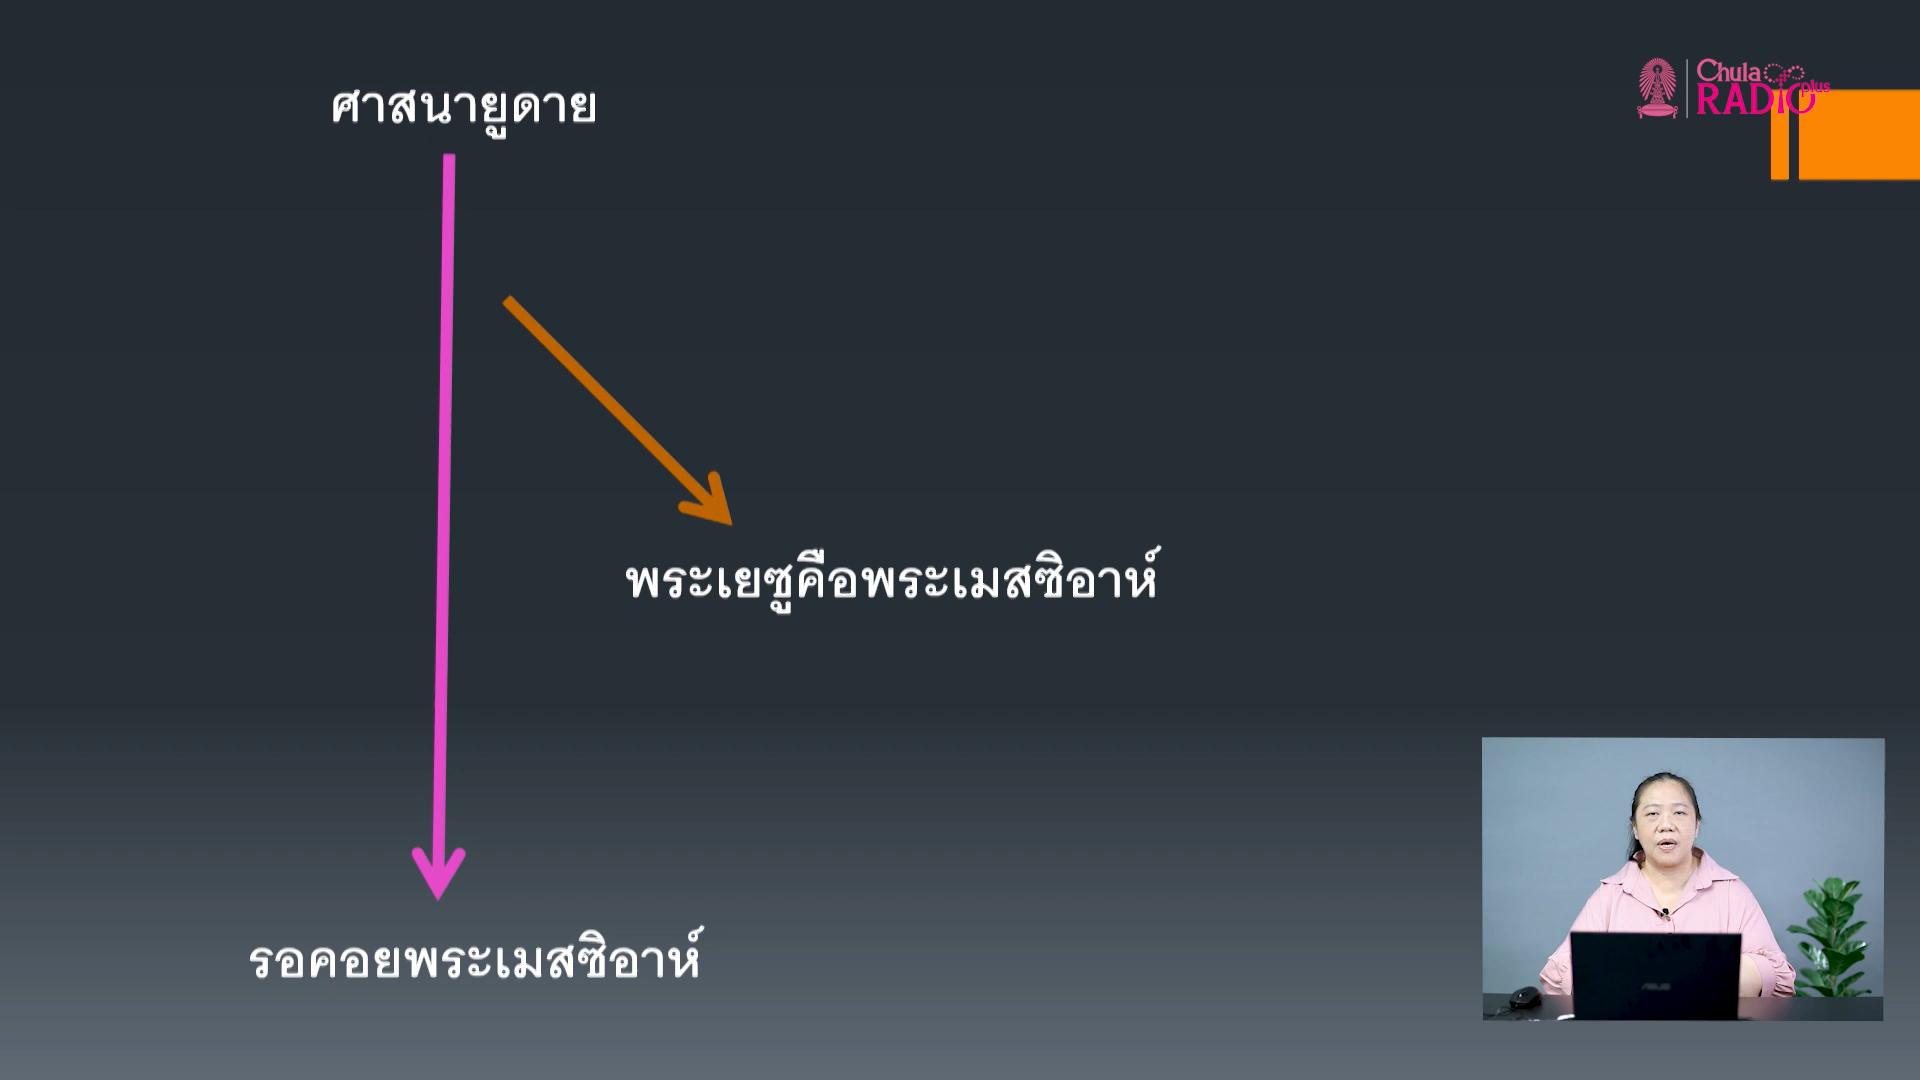 ศาสนายูดาย
Chula
RADIO plus
พระเยซูคือพระเมสซิอาห์
รอคอยพระเมสซิอาห์
ASUS